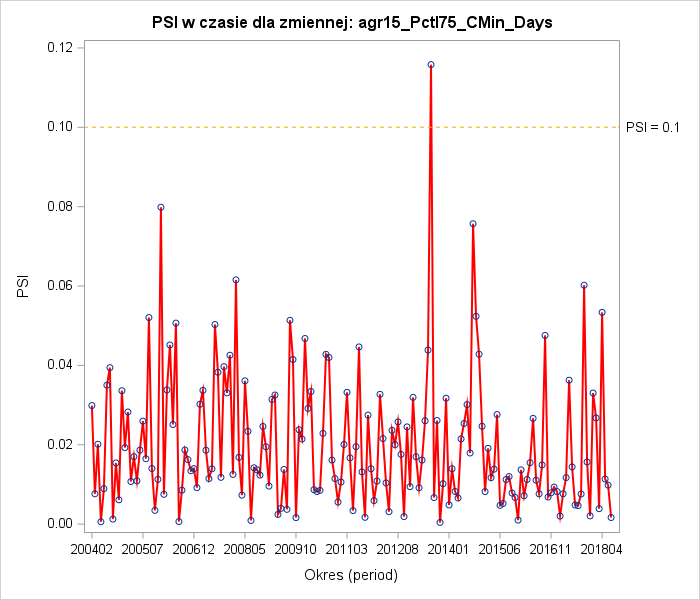 PSI w czasie dla zmiennej: agr15_Pctl75_CMin_Days
0.12
0.10
PSI = 0.1
0.08
0.06
PSI
0.04
0.02
0.00
200402 200507 200612 200805 200910 201103 201208 201401 201506 201611 201804
Okres (period)